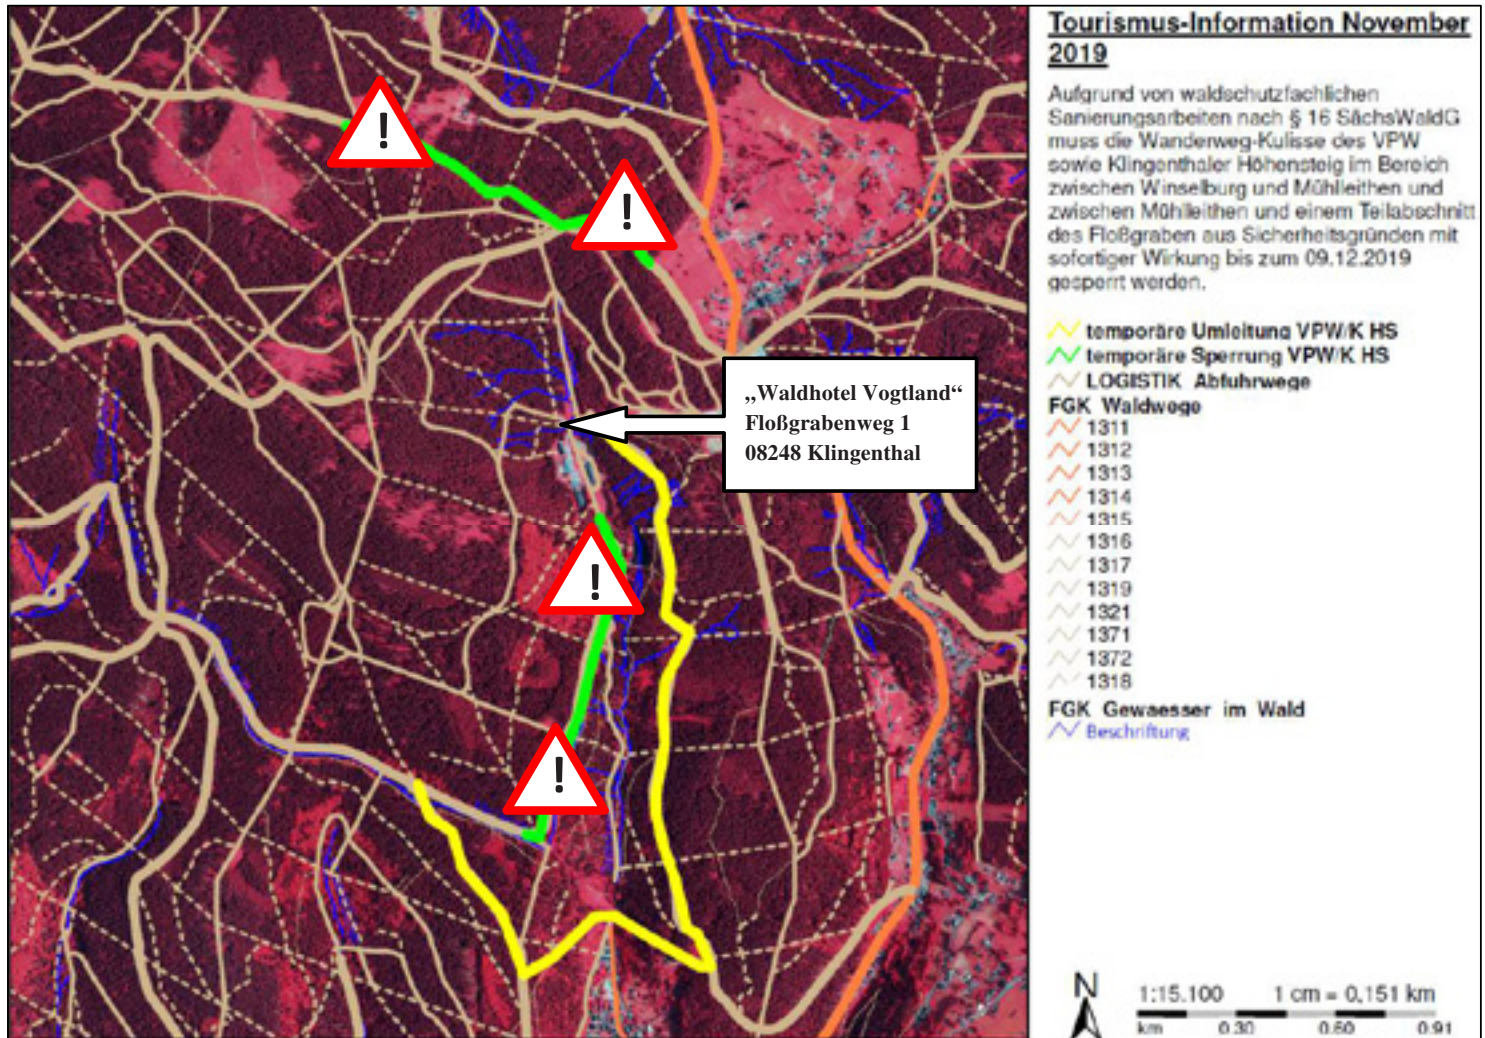 Tourismus-Information November
2019
Aufgrund von waldschutzfachlichen
Sanierungsarbeiten nach § 16 SächsWaldG
muss die Wanderweg-Kulisse des VPW
sowie Klingenthaler Höhensteig im Bereich
zwischen Winselburg und Mühlleithen und
zwischen Mühlleithen und einem Teilabschnitt
des Floßgraben aus Sicherheitsgründen mit
sofortiger Wirkung bis zum 09.12.2019
gesperrt werden.
temporäre Umleitung VPW/K HS
temporäre Sperrung VPW/K HS
LOGISTIK Abfuhrwege
FGK Waldwege
1311
1312
1313
1314
1315
1316
1317
1319
1321
1371
1372
1318
FGK Gewaesser im Wald
Beschriftung
!
!
„Waldhotel Vogtland“
Floßgrabenweg 1
08248 Klingenthal
!
!
N
1:15.100 1 cm = 0,151 km
km 0.30 0.60 0.91